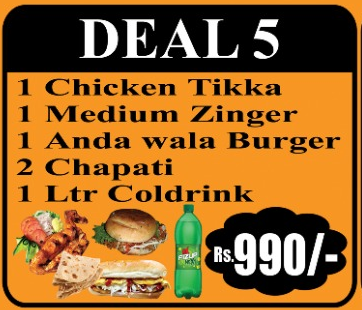 DEAL 5
1 Chicken Tikka
1 Medium Zinger
1 Anda wala Burger
2 Chapati
1 Ltr Coldrink
Rs.990/-